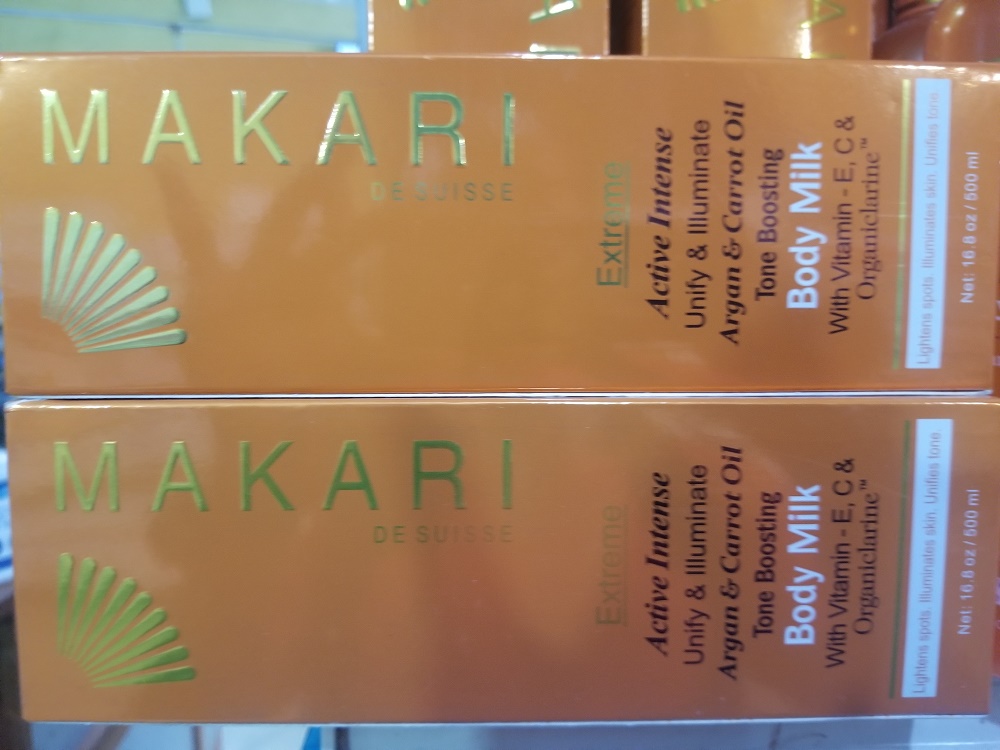 MAKARI
DE SUISSE
Extreme
Active Intense
Unify & Illuminate
Argan & Carrot Oil
Tone Boosting
Body Milk
With Vitamin - E, C &
Organiclarine™
Lightens spots. Illuminates skin. Unifies tone.
Net: 16.8 oz / 500 ml
MAKARI
DE SUISSE
Extreme
Active Intense
Unify & Illuminate
Argan & Carrot Oil
Tone Boosting
Body Milk
With Vitamin - E, C &
Organiclarine™
Lightens spots. Illuminates skin. Unifies tone.
Net: 16.8 oz / 500 ml